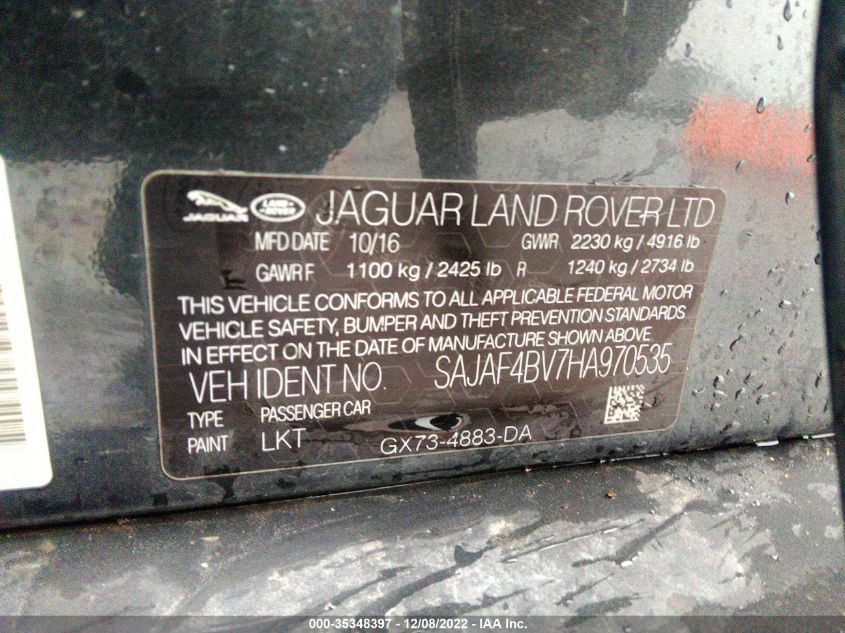 JAGUAR LAND-ROVER JAGUAR LAND ROVER LTD
MFD DATE 10/16 GWR 2230 kg / 4916 lb
GAWR F 1100 kg / 2425 lb R 1240 kg / 2734 lb
THIS VEHICLE CONFORMS TO ALL APPLICABLE FEDERAL MOTOR
VEHICLE SAFETY, BUMPER AND THEFT PREVENTION STANDARDS
IN EFFECT ON THE DATE OF MANUFACTURE SHOWN ABOVE
VEH IDENT NO. SAJAF4BV7HA970535
TYPE PASSENGER CAR
PAINT LKT GX73-4883-DA
000-35348397 - 12/08/2022 - IAA Inc.